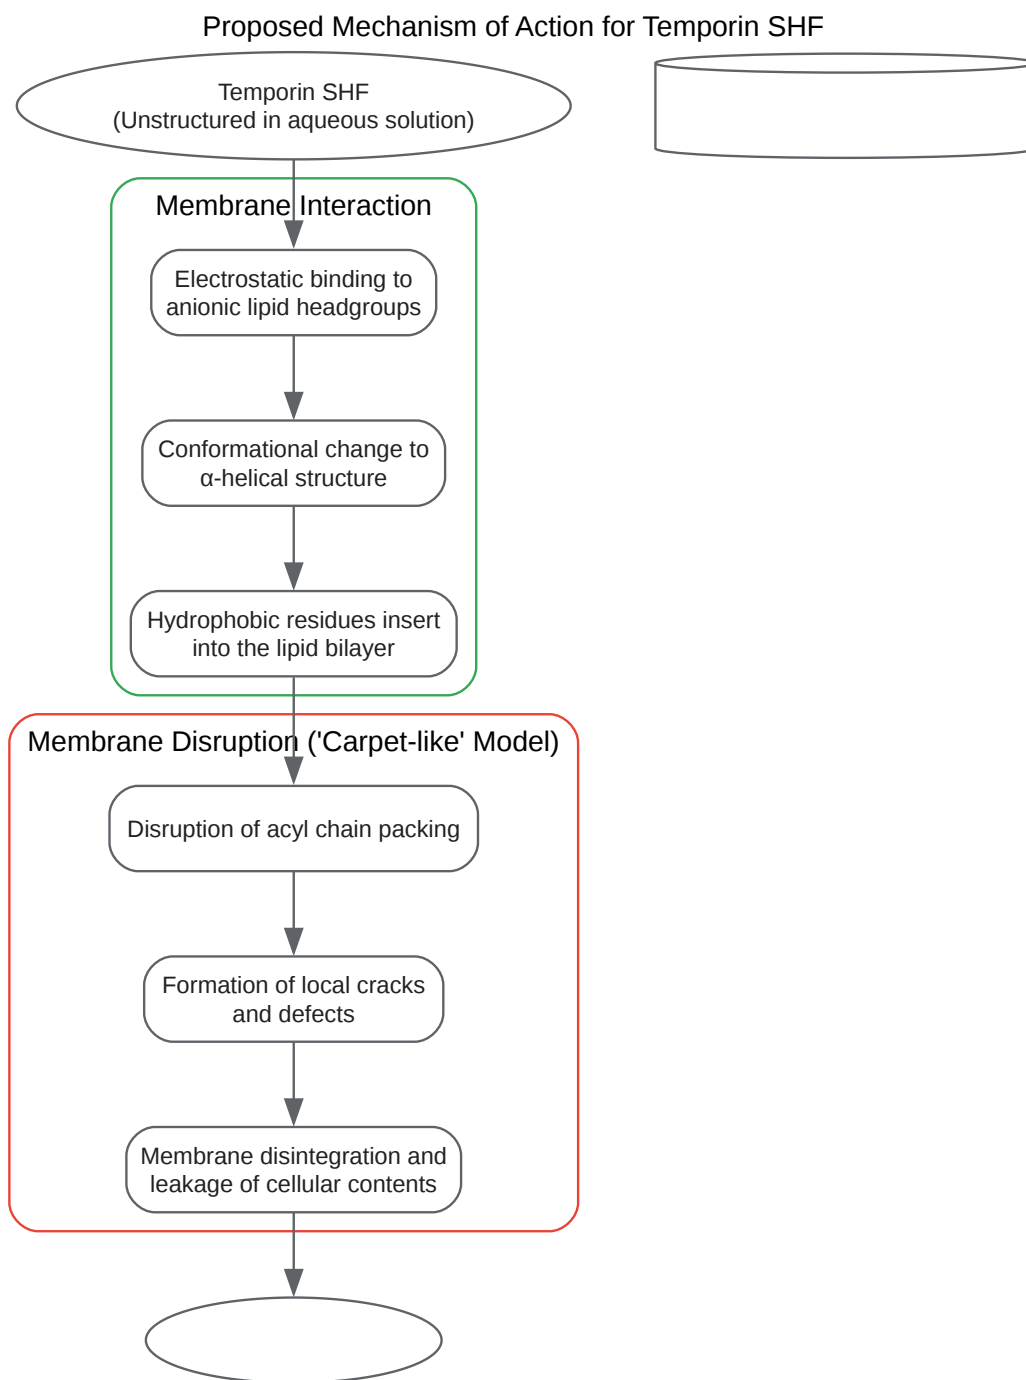 Proposed Mechanism of Action for Temporin SHF
Temporin SHF
(Unstructured in aqueous solution)
Membrane Interaction
Electrostatic binding to
anionic lipid headgroups
Conformational change to
α-helical structure
Hydrophobic residues insert
into the lipid bilayer
Membrane Disruption ('Carpet-like' Model)
Disruption of acyl chain packing
Formation of local cracks
and defects
Membrane disintegration and
leakage of cellular contents